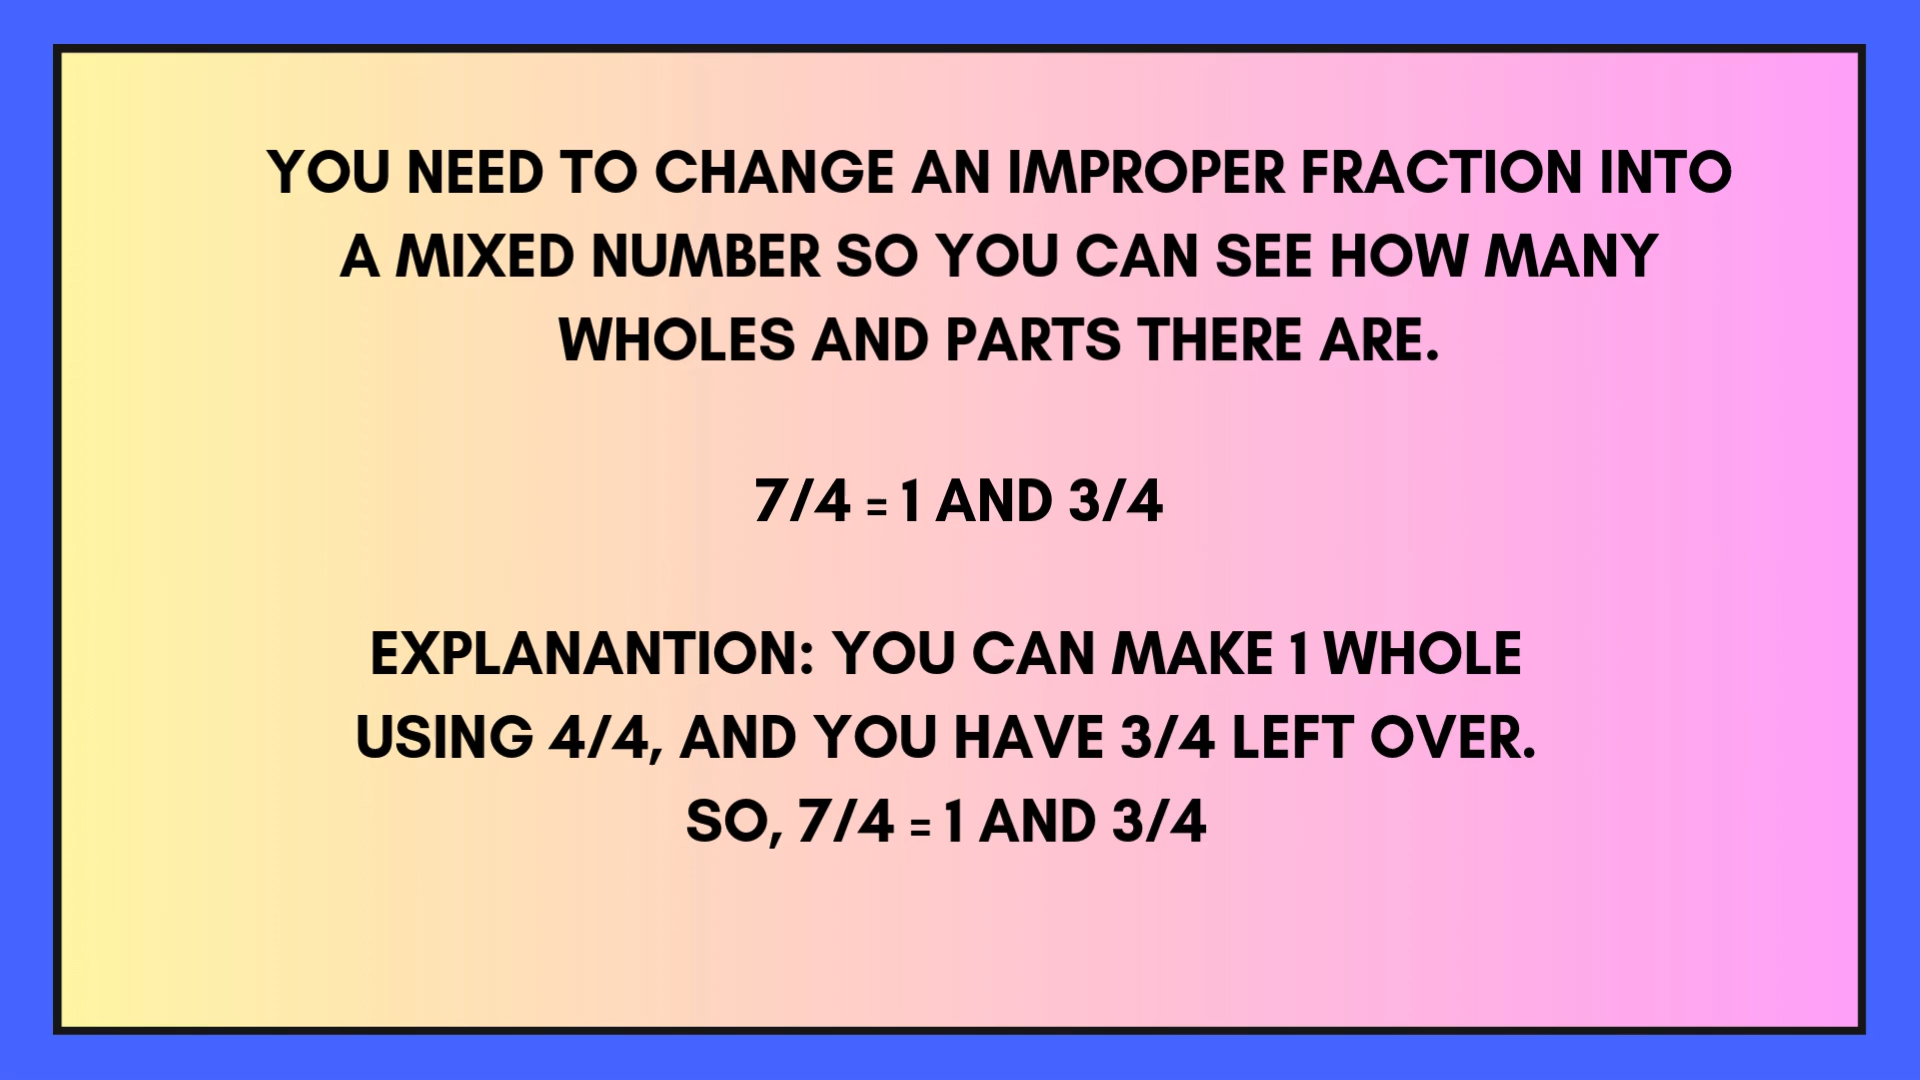 YOU NEED TO CHANGE AN IMPROPER FRACTION INTO
A MIXED NUMBER SO YOU CAN SEE HOW MANY
WHOLES AND PARTS THERE ARE.
7/4 = 1 AND 3/4
EXPLANANTION: YOU CAN MAKE 1 WHOLE
USING 4/4, AND YOU HAVE 3/4 LEFT OVER.
SO, 7/4 = 1 AND 3/4